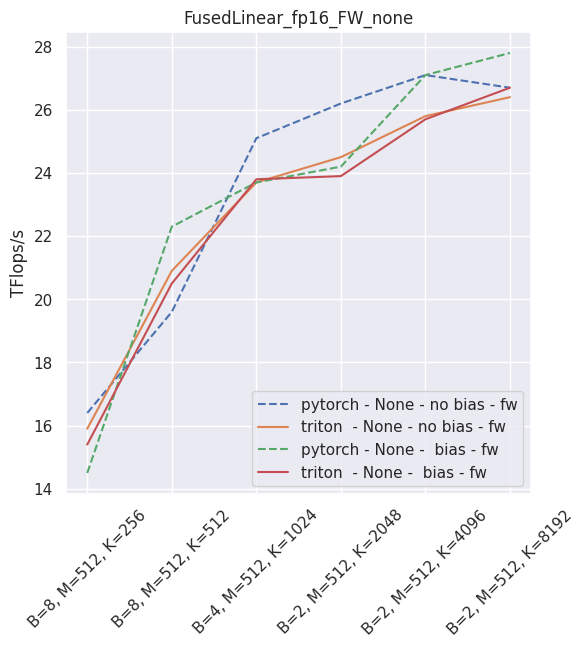 FusedLinear_fp16_FW_none
TFlops/s
28
26
24
22
20
18
16
14
pytorch - None - no bias - fw
triton  - None - no bias - fw
pytorch - None -  bias - fw
triton  - None -  bias - fw
B=8, M=512, K=256
B=8, M=512, K=512
B=4, M=512, K=1024
B=2, M=512, K=2048
B=2, M=512, K=4096
B=2, M=512, K=8192